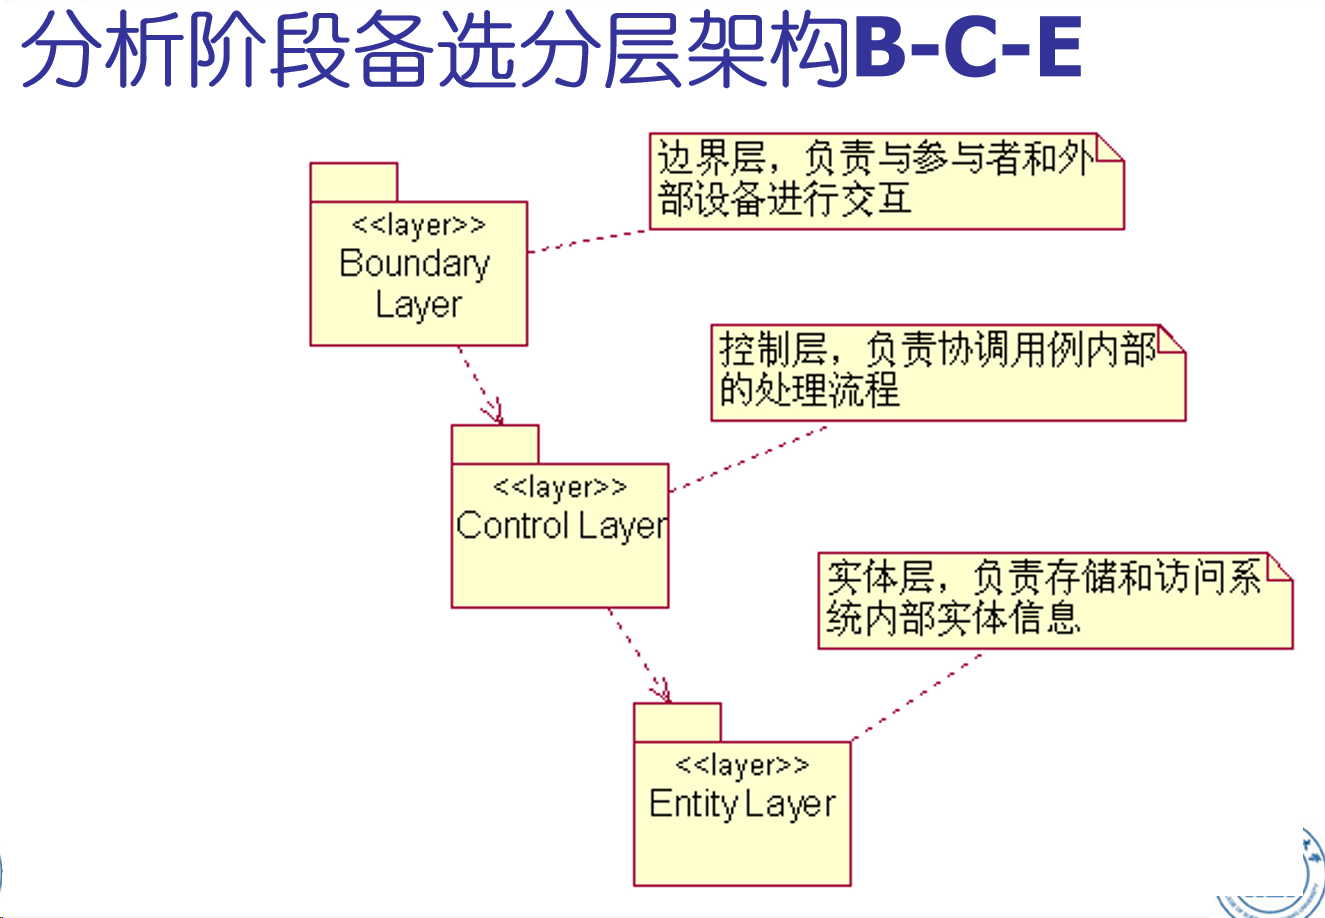 分析阶段备选分层架构B-C-E
边界层，负责与参与者和外
部设备进行交互
<<layer>>
Boundary
Layer
控制层，负责协调用例内部
的处理流程
<<layer>>
Control Layer
实体层，负责存储和访问系
统内部实体信息
<<layer>>
Entity Layer